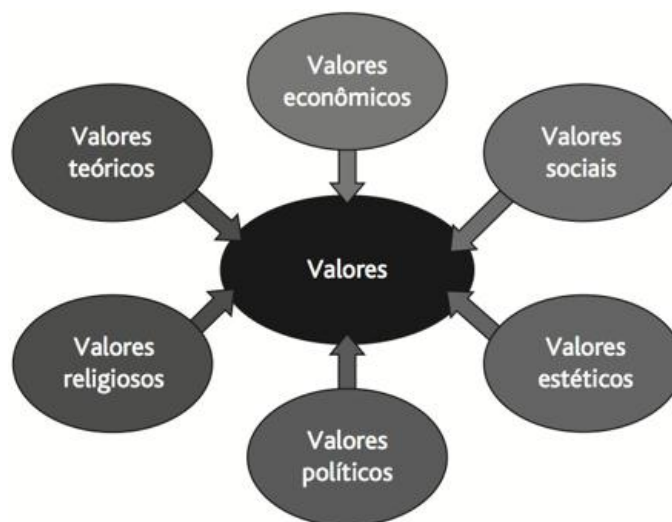 Valores
econômicos
Valores
teóricos
Valores
sociais
Valores
Valores
religiosos
Valores
estéticos
Valores
políticos